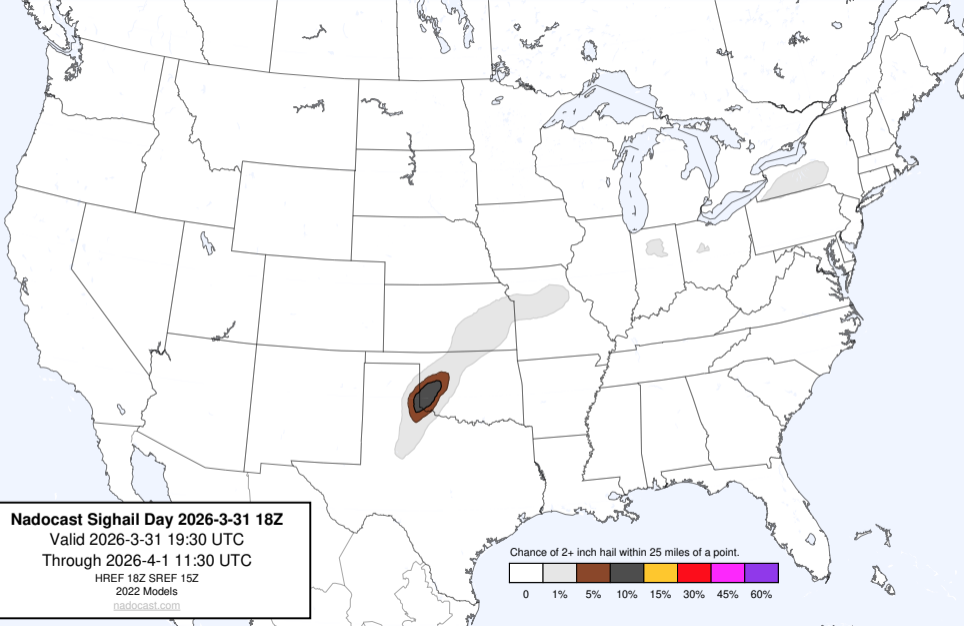 Nadocast Sighail Day 2026-3-31 18Z
Valid 2026-3-31 19:30 UTC
Through 2026-4-1 11:30 UTC
HREF 18Z SREF 15Z
2022 Models
nadocast.com
Chance of 2+ inch hail within 25 miles of a point.
0 1% 5% 10% 15% 30% 45% 60%